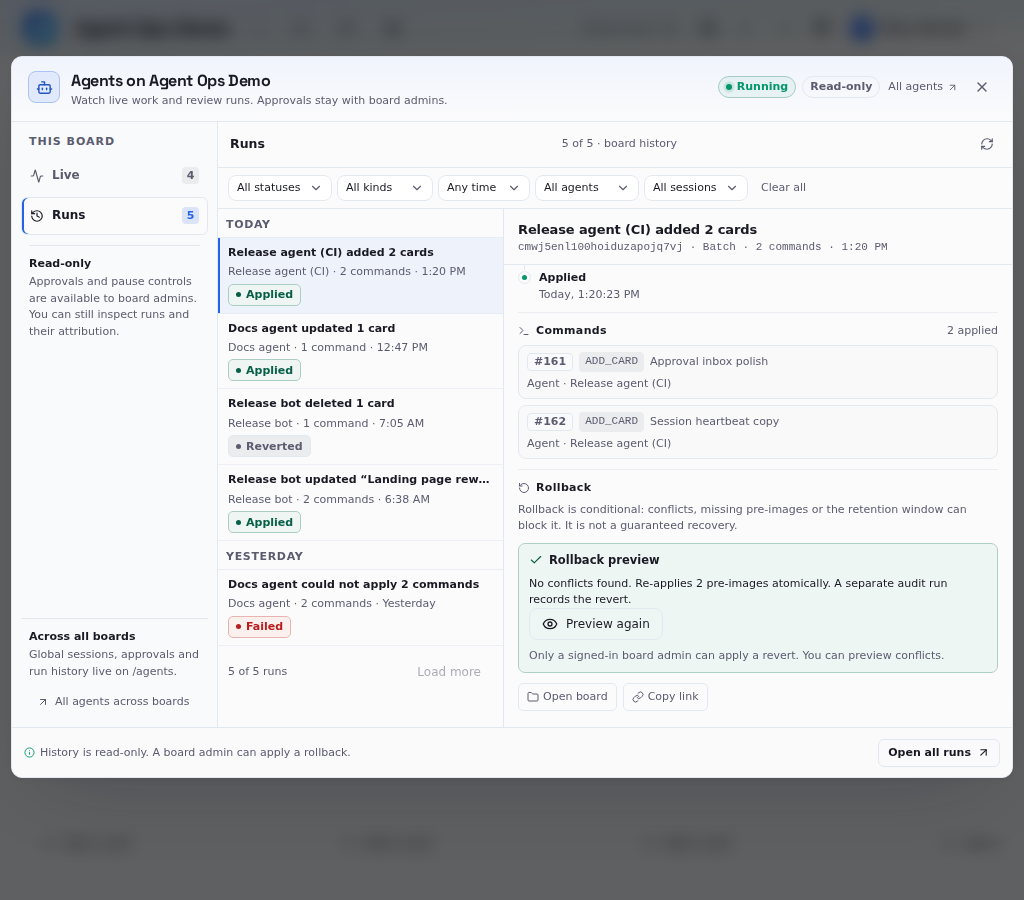 Agents on Agent Ops Demo
Watch live work and review runs. Approvals stay with board admins.
Running
Read-only
All agents
THIS BOARD
Live
4
Runs
5
Read-only
Approvals and pause controls
are available to board admins.
You can still inspect runs and
their attribution.
Across all boards
Global sessions, approvals and
run history live on /agents.
All agents across boards
Runs
5 of 5 · board history
All statuses
All kinds
Any time
All agents
All sessions
Clear all
TODAY
Release agent (CI) added 2 cards
Release agent (CI) · 2 commands · 1:20 PM
Applied
Docs agent updated 1 card
Docs agent · 1 command · 12:47 PM
Applied
Release bot deleted 1 card
Release bot · 1 command · 7:05 AM
Reverted
Release bot updated “Landing page rew…
Release bot · 2 commands · 6:38 AM
Applied
YESTERDAY
Docs agent could not apply 2 commands
Docs agent · 2 commands · Yesterday
Failed
5 of 5 runs
Load more
Release agent (CI) added 2 cards
cmwj5enl100hoiduzapojq7vj · Batch · 2 commands · 1:20 PM
Applied
Today, 1:20:23 PM
Commands
2 applied
#161 ADD_CARD Approval inbox polish
Agent · Release agent (CI)
#162 ADD_CARD Session heartbeat copy
Agent · Release agent (CI)
Rollback
Rollback is conditional: conflicts, missing pre-images or the retention window can
block it. It is not a guaranteed recovery.
Rollback preview
No conflicts found. Re-applies 2 pre-images atomically. A separate audit run
records the revert.
Preview again
Only a signed-in board admin can apply a revert. You can preview conflicts.
Open board
Copy link
History is read-only. A board admin can apply a rollback.
Open all runs